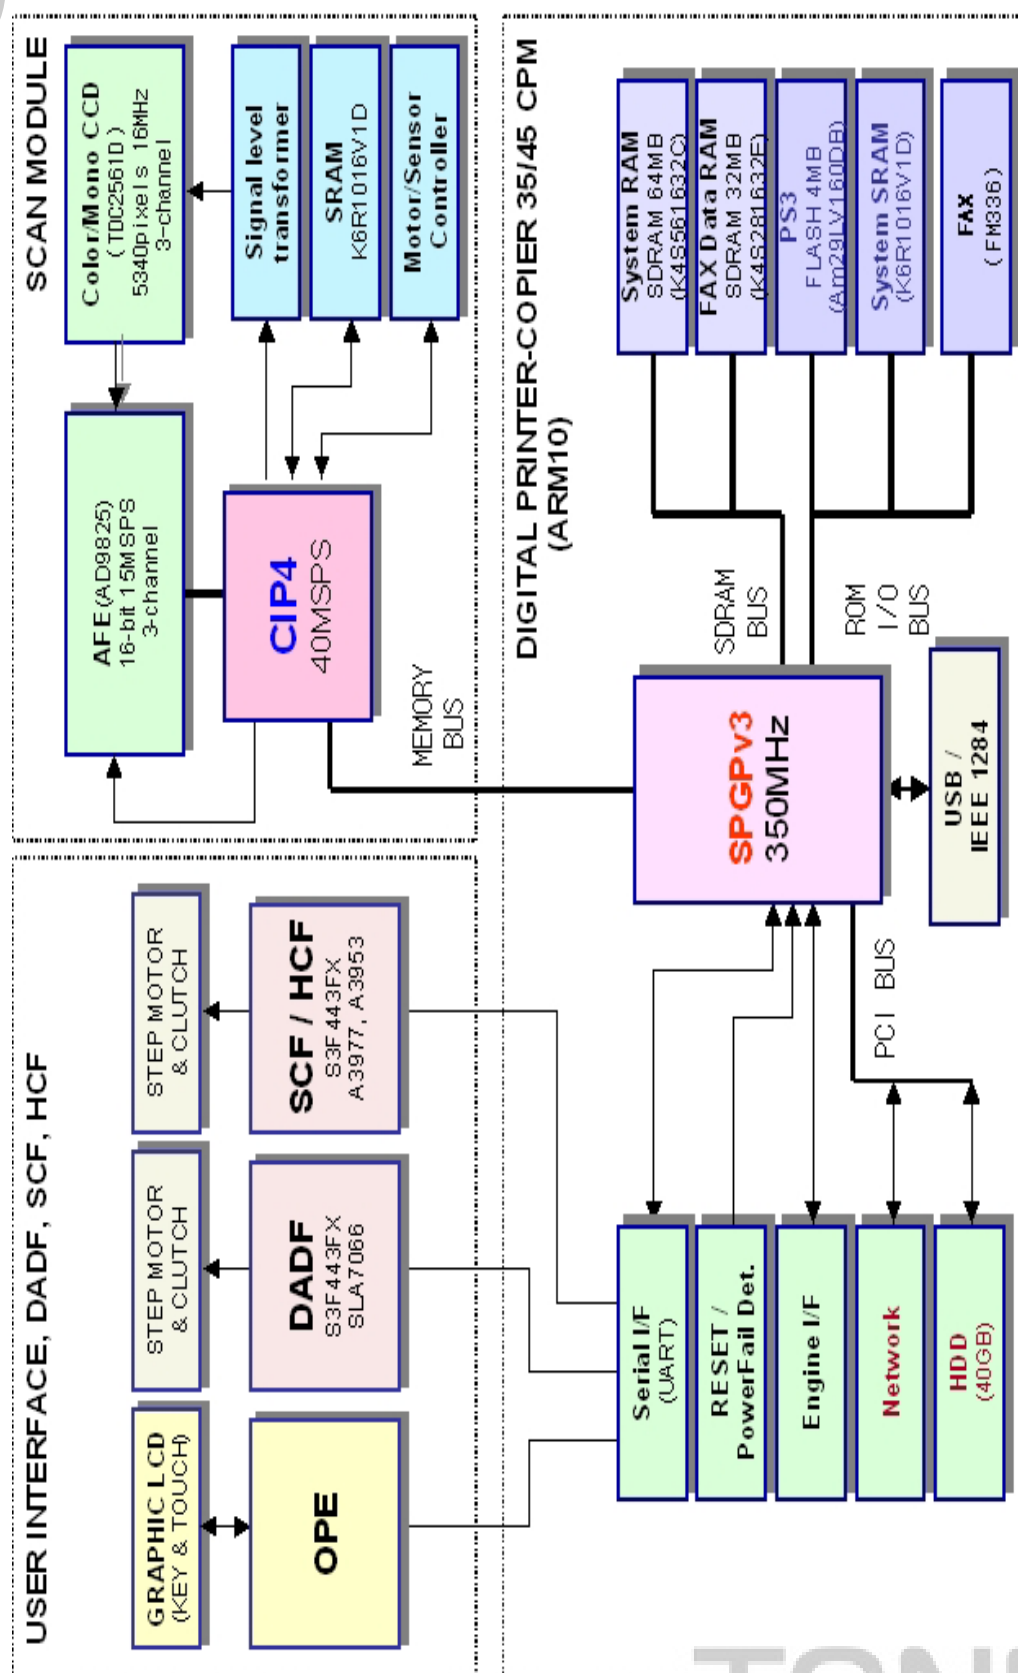 USER INTERFACE, DADF, SCF, HCF
GRAPHIC LCD
(KEY & TOUCH)
STEP MOTOR
& CLUTCH
STEP MOTOR
& CLUTCH
OPE
DADF
S3F443FX
SLA7066
SCF / HCF
S3F443FX
A3977, A3953
SCAN MODULE
AFE(AD9825)
16-bit 15MSPS
3-channel
Color/Mono CCD
(TDC2561D)
5340pixels 16MHz
3-channel
CIP4
40MSPS
Signal level
transformer
SRAM
K6R1016V1D
Motor/Sensor
Controller
MEMORY
BUS
DIGITAL PRINTER-COPIER 35/45 CPM
(ARM10)
Serial I/F
(UART)
RESET /
PowerFail Det.
Engine I/F
Network
HDD
(40GB)
PCI BUS
SPGPv3
350MHz
USB /
IEEE 1284
SDRAM
BUS
ROM
I/O
BUS
System RAM
SDRAM 64MB
(K4S561632C)
FAX Data RAM
SDRAM 32MB
(K4S281632E)
PS3
FLASH 4MB
(Am29LV160DB)
System SRAM
(K6R1016V1D)
FAX
(FM336)